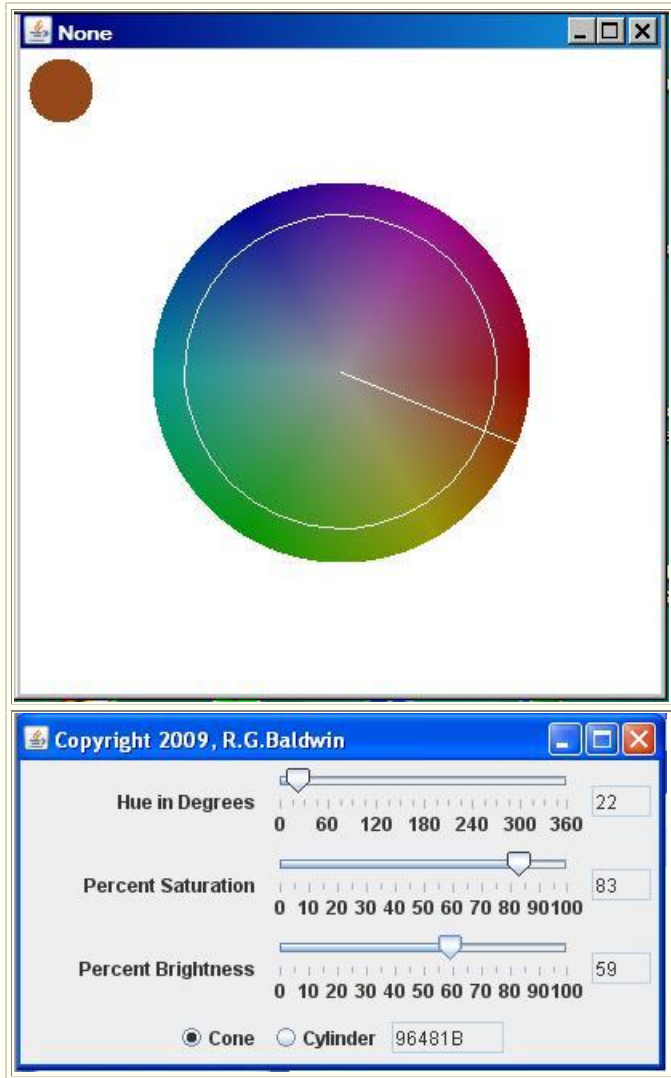 None
Copyright 2009, R.G.Baldwin
Hue in Degrees 22
0 60 120 180 240 300 360
Percent Saturation 83
0 10 20 30 40 50 60 70 80 90100
Percent Brightness 59
0 10 20 30 40 50 60 70 80 90100
Cone Cylinder 96481B